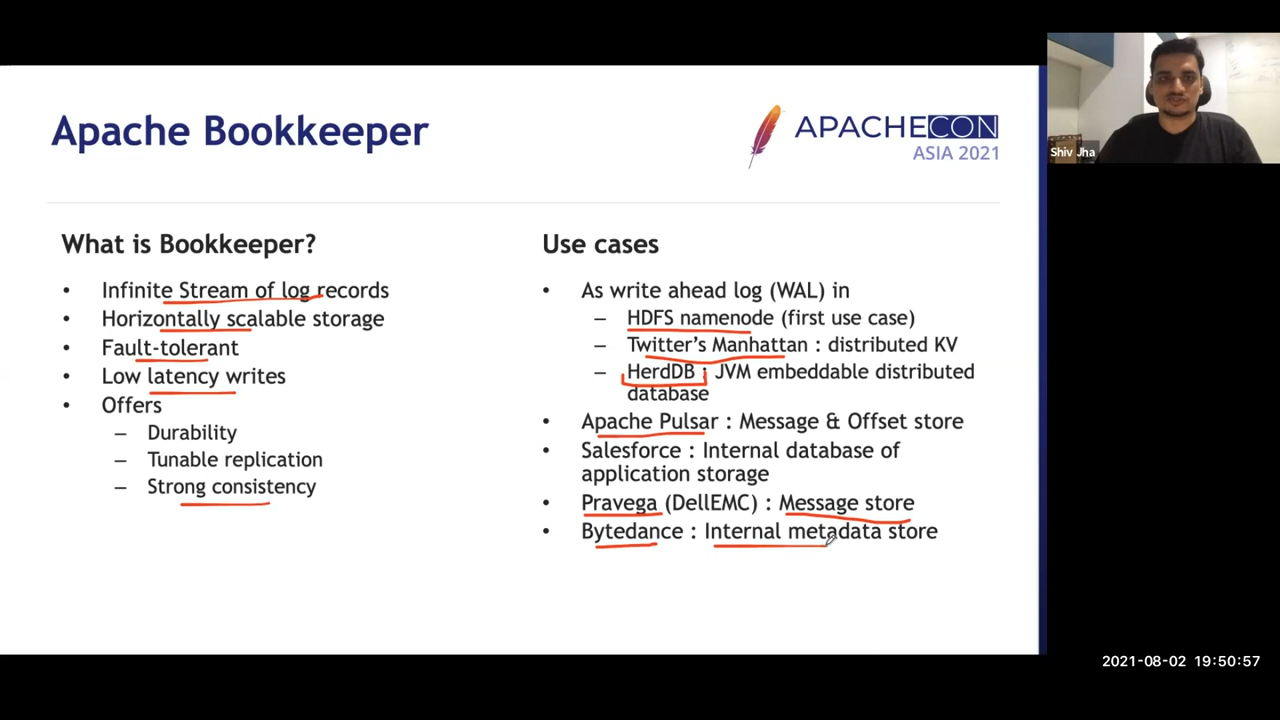 Apache Bookkeeper
APACHECON
ASIA 2021
Shiv Jha
What is Bookkeeper?
• Infinite Stream of log records
• Horizontally scalable storage
• Fault-tolerant
• Low latency writes
• Offers
– Durability
– Tunable replication
– Strong consistency
Use cases
• As write ahead log (WAL) in
– HDFS namenode (first use case)
– Twitter's Manhattan : distributed KV
– HerdDB : JVM embeddable distributed
database
• Apache Pulsar : Message & Offset store
• Salesforce : Internal database of
application storage
• Pravega (DellEMC) : Message store
• Bytedance : Internal metadata store
2021-08-02 19:50:57